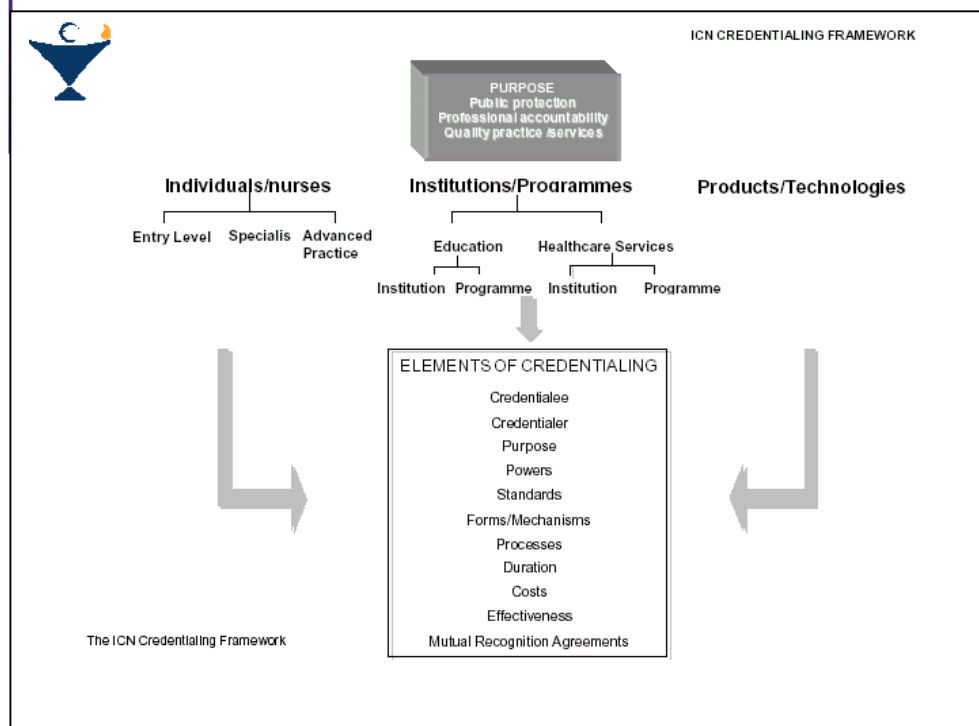 ICN CREDENTIALING FRAMEWORK
PURPOSE
Public protection
Professional accountability
Quality practice /services
Individuals/nurses
Institutions/Programmes
Products/Technologies
Entry Level
Specialis
Advanced
Practice
Education
Healthcare Services
Institution
Programme
Institution
Programme
ELEMENTS OF CREDENTIALING
Credentialee
Credentialer
Purpose
Powers
Standards
Forms/Mechanisms
Processes
Duration
Costs
Effectiveness
Mutual Recognition Agreements
The ICN Credentialing Framework